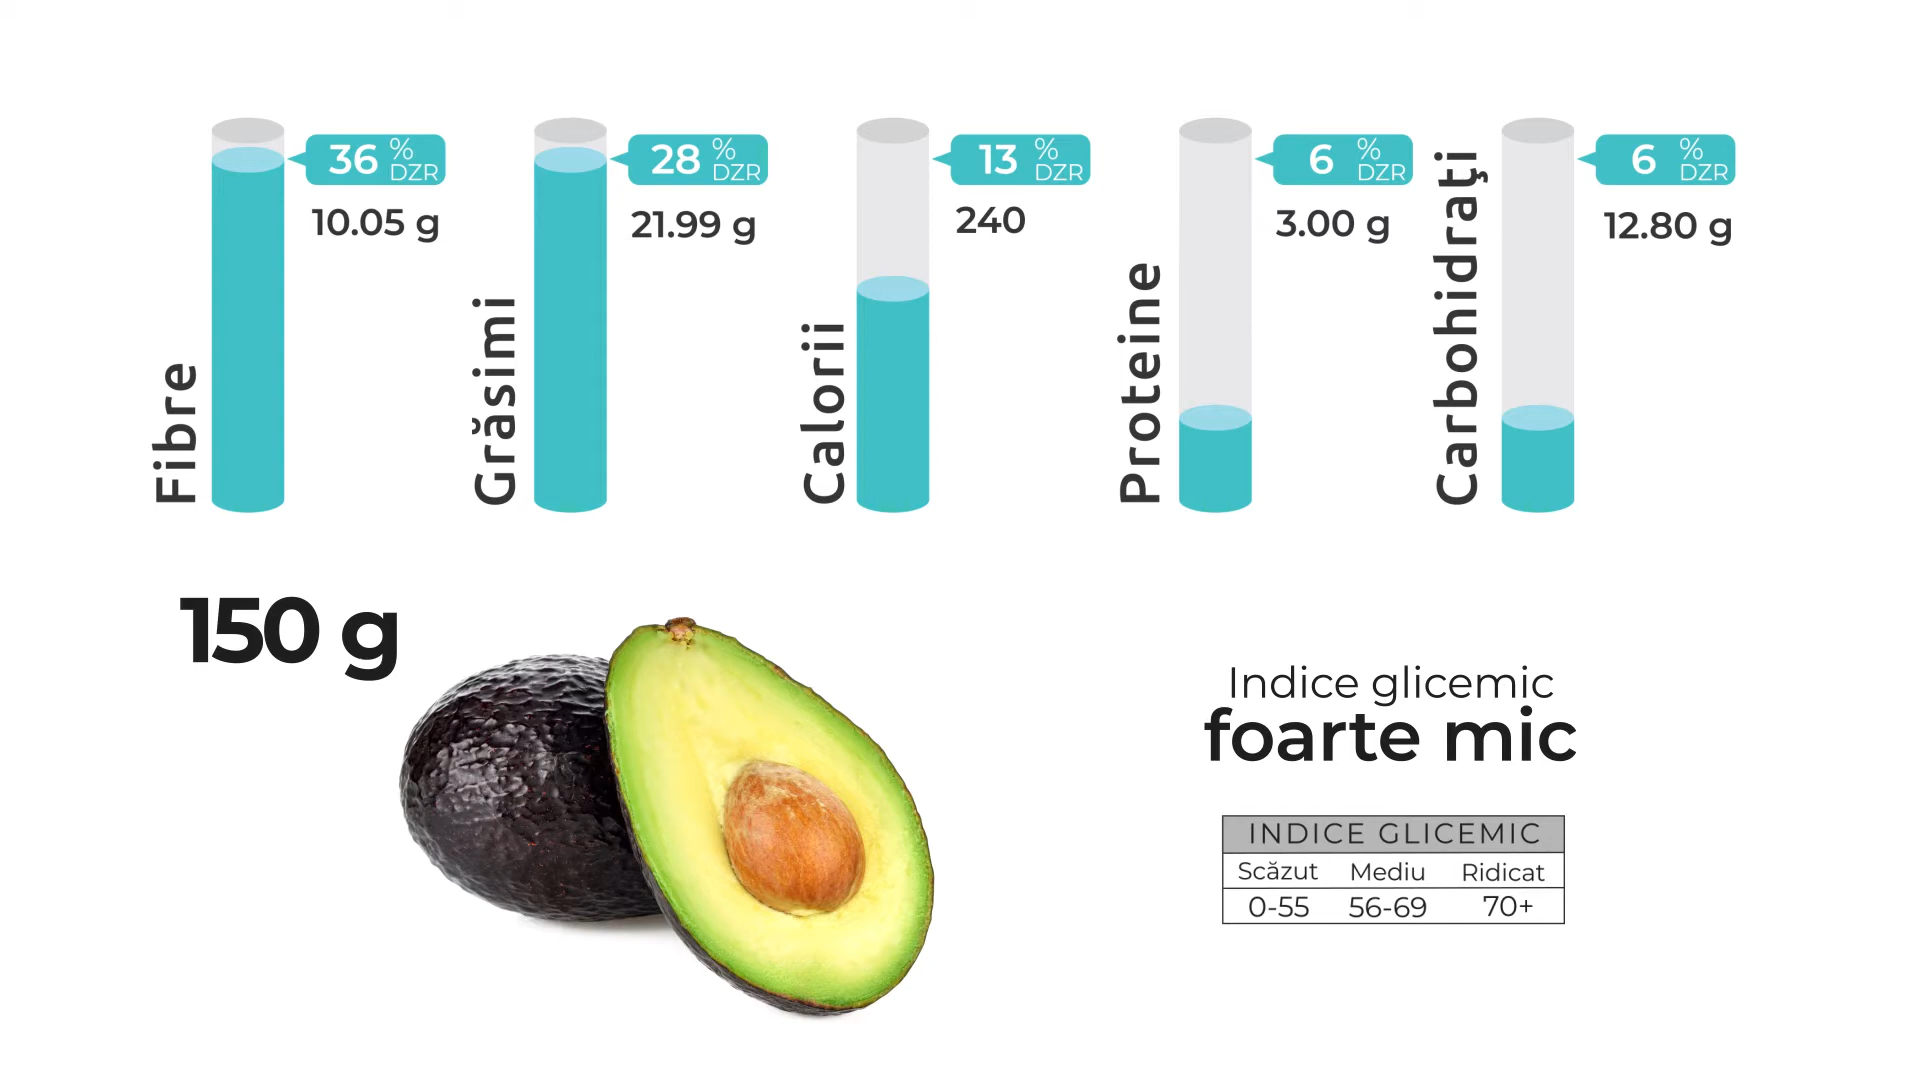 Fibre
36 % DZR
10.05 g
Grăsimi
28 % DZR
21.99 g
Calorii
13 % DZR
240
Proteine
6 % DZR
3.00 g
Carbohidraţi
6 % DZR
12.80 g
150 g
Indice glicemic
foarte mic
INDICE GLICEMIC
Scăzut Mediu Ridicat
0-55 56-69 70+